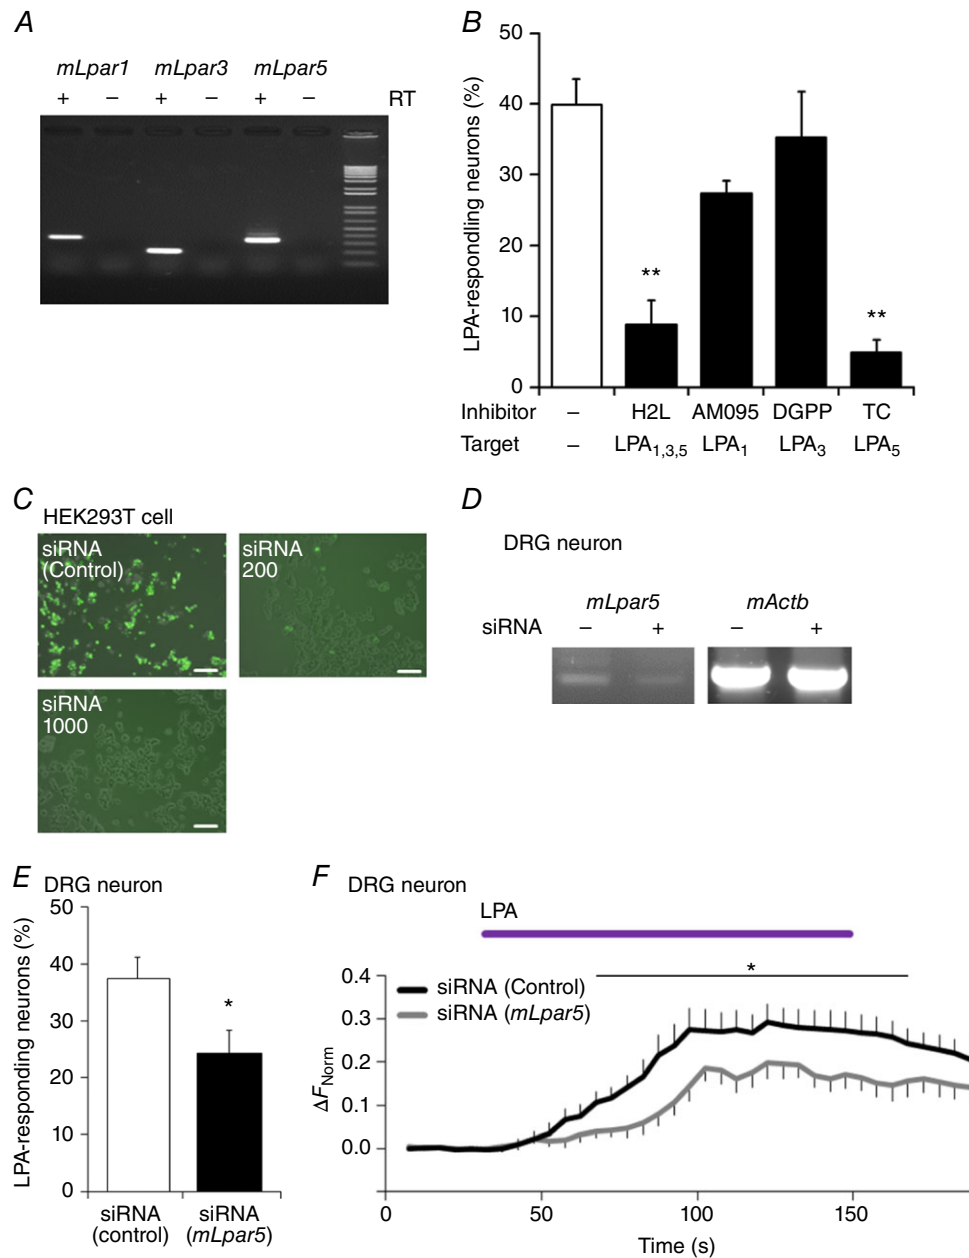 A
mLpar1 mLpar3 mLpar5
+ – + – + – RT
B
LPA-respondling neurons (%)
50
40
30
20
10
0
** **
Inhibitor – H2L AM095 DGPP TC
Target – LPA1,3,5 LPA1 LPA3 LPA5
C
HEK293T cell
siRNA
(Control)
siRNA
200
siRNA
1000
D
DRG neuron
mLpar5 mActb
siRNA – + – +
E DRG neuron
LPA-responding neurons (%)
50
40
30
20
10
0
*
siRNA
(control)
siRNA
(mLpar5)
F DRG neuron
LPA
*
siRNA (Control)
siRNA (mLpar5)
ΔFNorm
0.4
0.3
0.2
0.1
0.0
0 50 100 150
Time (s)